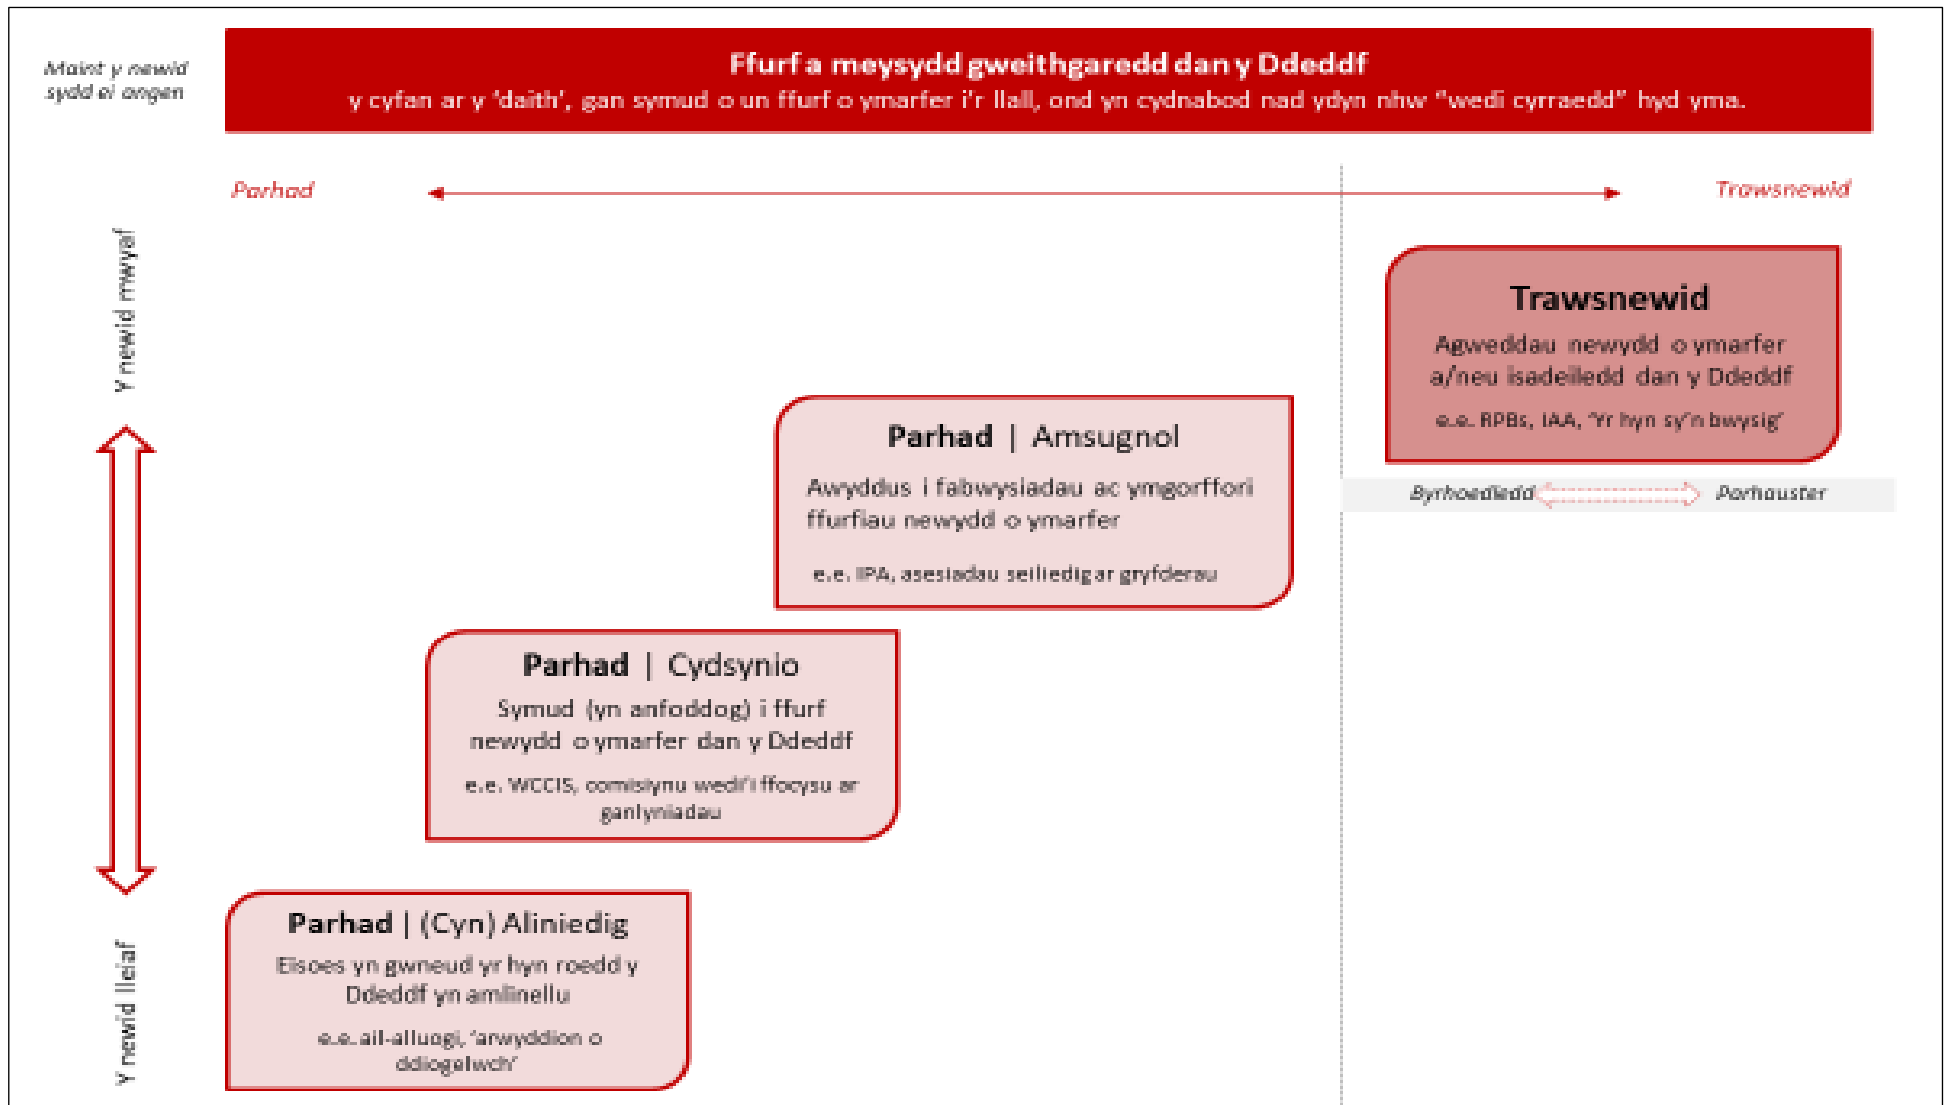 Maint y newid
sydd ei angen
Ffurf a meysydd gweithgaredd dan y Ddeddf
y cyfan ar y ‘daith’, gan symud o un ffurf o ymarfer i’r llall, ond yn cydnabod nad ydyn nhw “wedi cyrraedd” hyd yma.
Parhad
Trawsnewid
Y newid mwyaf
Trawsnewid
Agweddau newydd o ymarfer
a/neu isadeiledd dan y Ddeddf
e.e. RPBs, IAA, ‘Yr hyn sy’n bwysig’
Byrhoedledd
Parhauster
Parhad | Amsugnol
Awyddus i fabwysiadau ac ymgorffori
ffurfiau newydd o ymarfer
e.e. IPA, asesiadau seiliedig ar gryfderau
Parhad | Cydsynio
Symud (yn anfoddog) i ffurf
newydd o ymarfer dan y Ddeddf
e.e. WCCIS, comisiynu wedi’i ffocysu ar
ganlyniadau
Parhad | (Cyn) Aliniedig
Eisoes yn gwneud yr hyn roedd y
Ddeddf yn amlinellu
e.e. ail-alluogi, ‘arwyddion o
ddiogelwch’
Y newid lleiaf